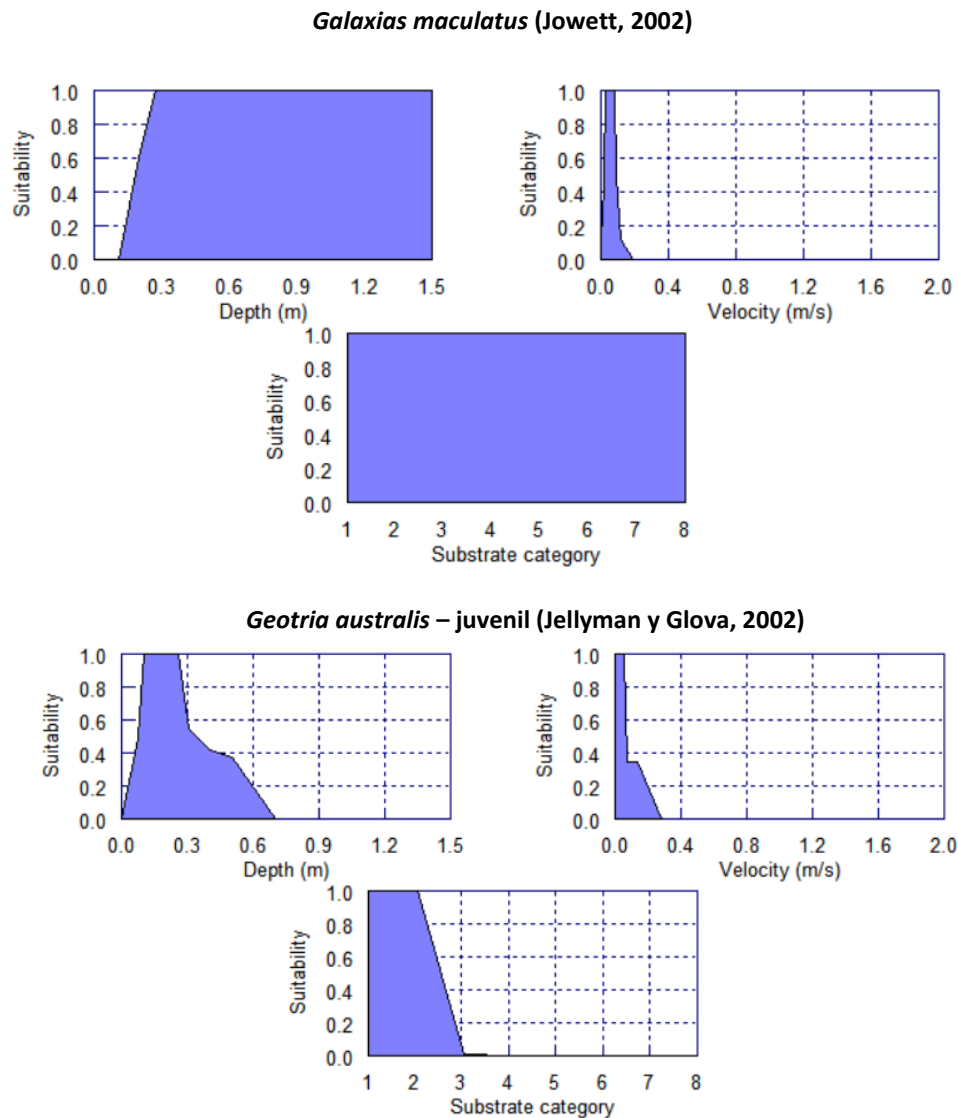 Galaxias maculatus (Jowett, 2002)
1.0
0.8
0.6
0.4
0.2
0.0
Suitability
0.0 0.3 0.6 0.9 1.2 1.5
Depth (m)
1.0
0.8
0.6
0.4
0.2
0.0
Suitability
0.0 0.4 0.8 1.2 1.6 2.0
Velocity (m/s)
1.0
0.8
0.6
0.4
0.2
0.0
Suitability
1 2 3 4 5 6 7 8
Substrate category
Geotria australis – juvenil (Jellyman y Glova, 2002)
1.0
0.8
0.6
0.4
0.2
0.0
Suitability
0.0 0.3 0.6 0.9 1.2 1.5
Depth (m)
1.0
0.8
0.6
0.4
0.2
0.0
Suitability
0.0 0.4 0.8 1.2 1.6 2.0
Velocity (m/s)
1.0
0.8
0.6
0.4
0.2
0.0
Suitability
1 2 3 4 5 6 7 8
Substrate category